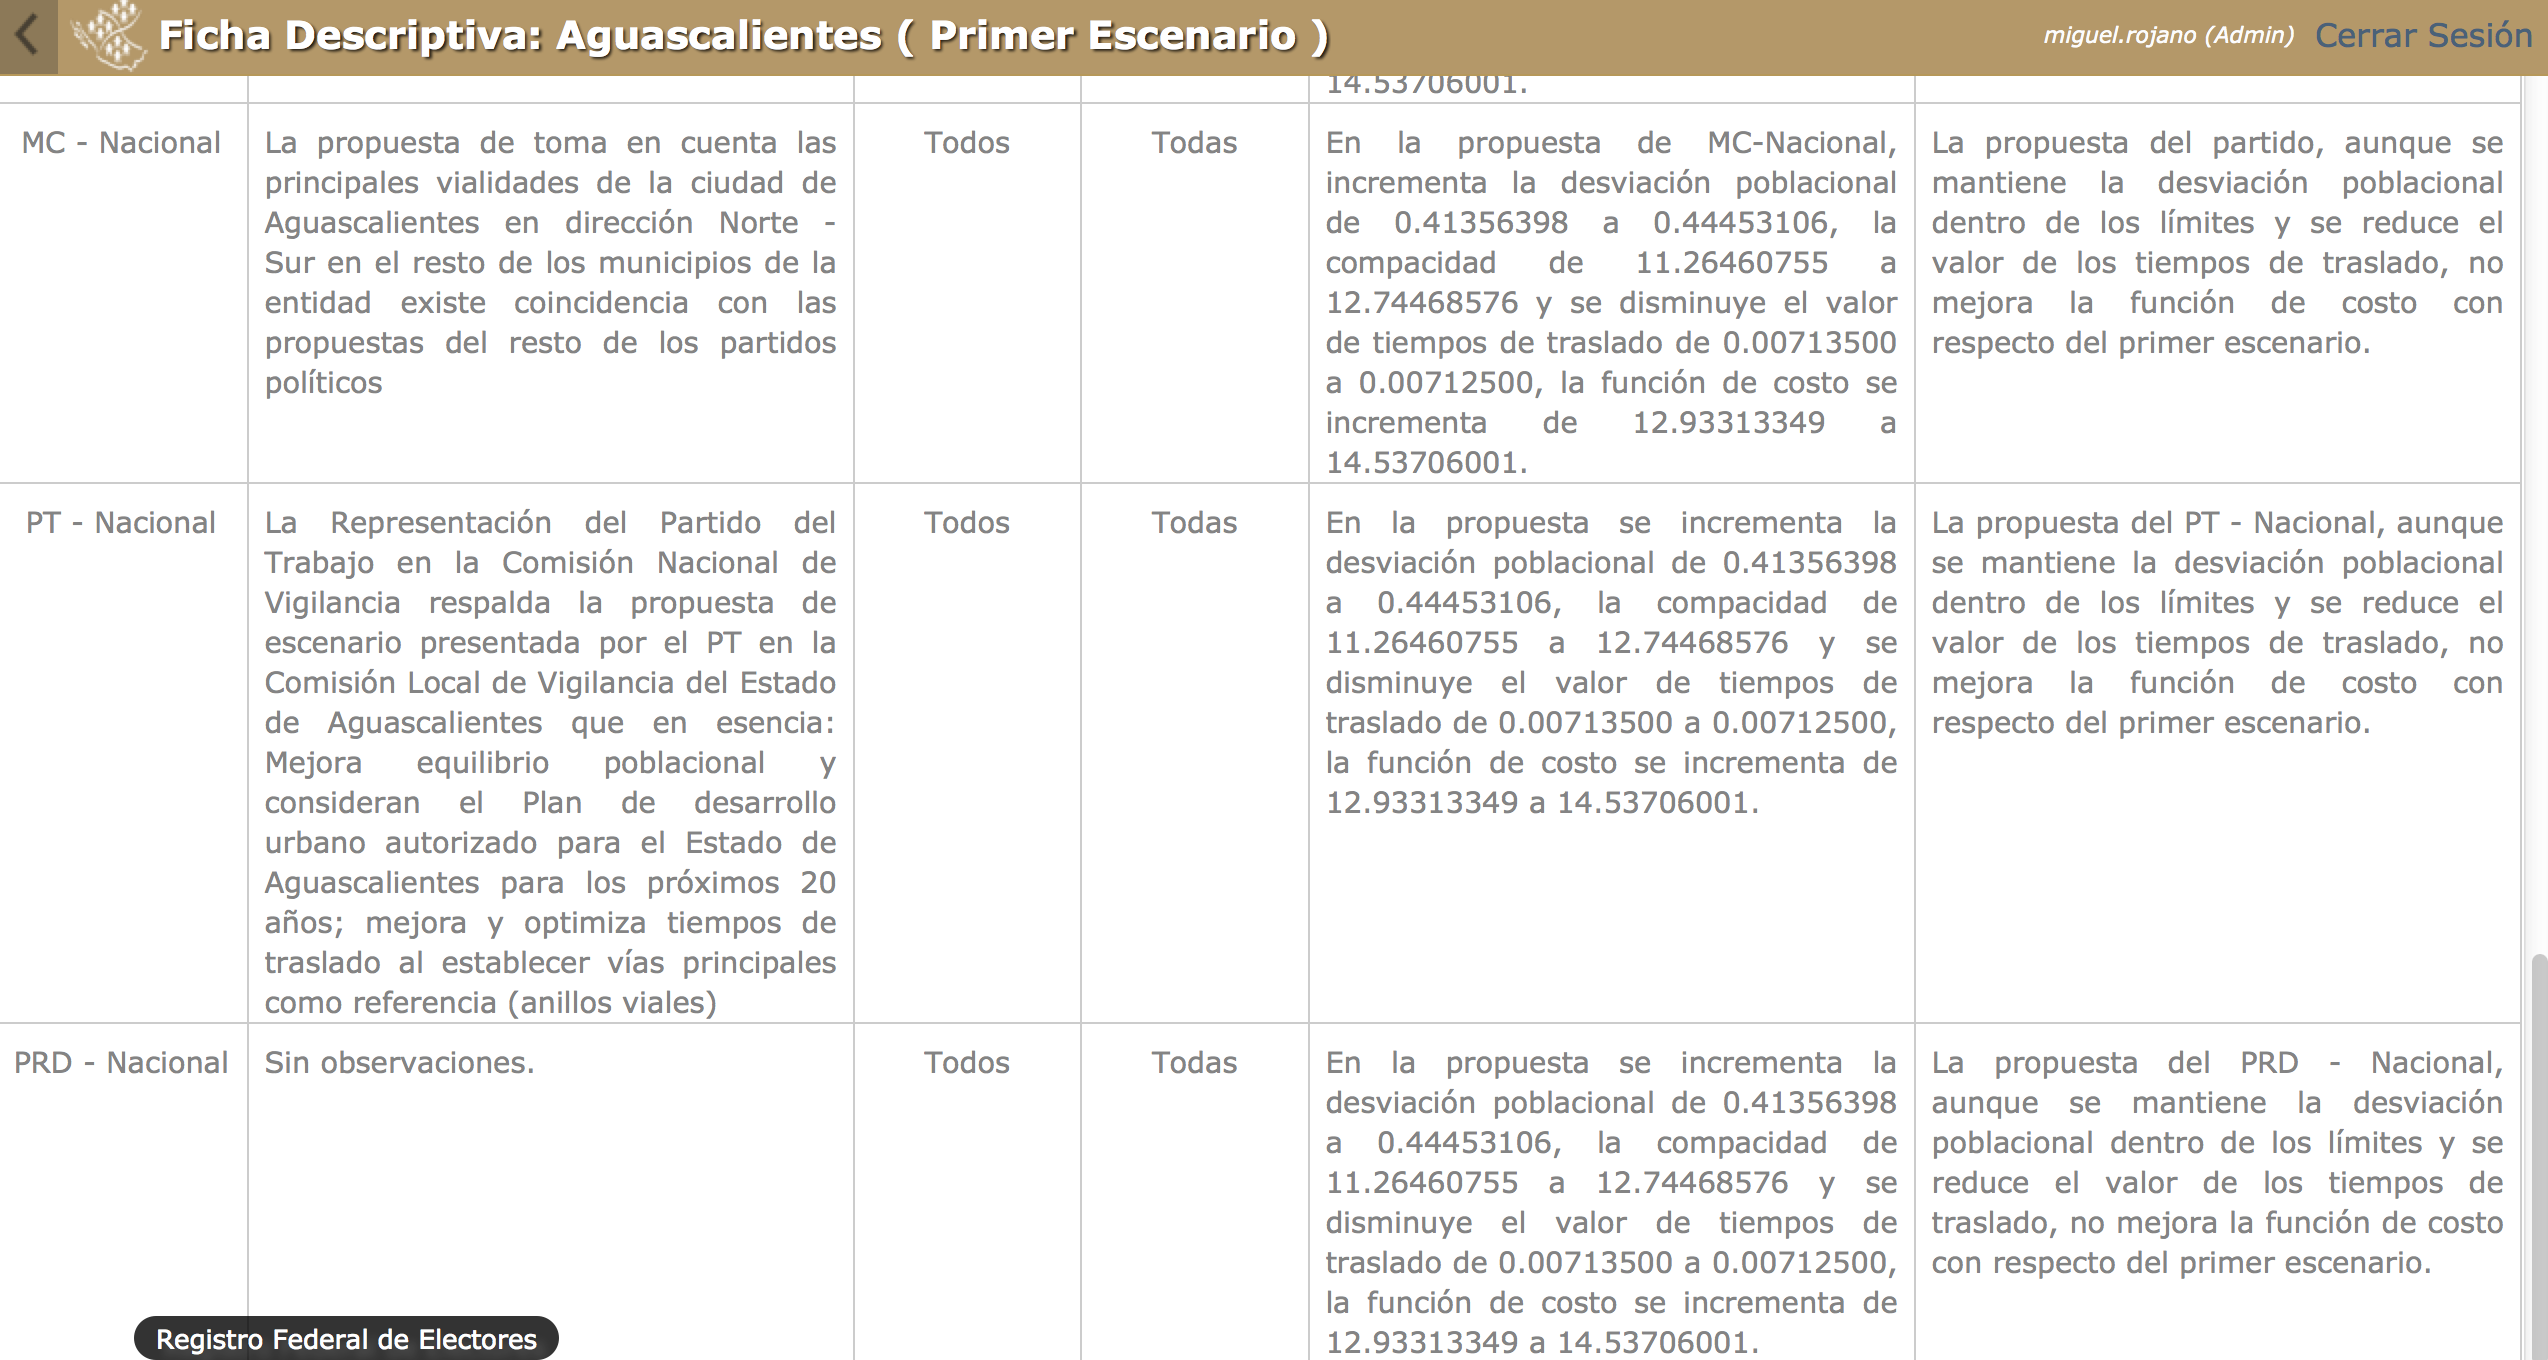 Ficha Descriptiva: Aguascalientes ( Primer Escenario )
miguel.rojano (Admin)
Cerrar Sesión
14.53706001.
MC - Nacional
La propuesta de toma en cuenta las
principales vialidades de la ciudad de
Aguascalientes en dirección Norte -
Sur en el resto de los municipios de la
entidad existe coincidencia con las
propuestas del resto de los partidos
políticos
Todos
Todas
En la propuesta de MC-Nacional,
incrementa la desviación poblacional
de 0.41356398 a 0.44453106, la
compacidad de 11.26460755 a
12.74468576 y se disminuye el valor
de tiempos de traslado de 0.00713500
a 0.00712500, la función de costo se
incrementa de 12.93313349 a
14.53706001.
La propuesta del partido, aunque se
mantiene la desviación poblacional
dentro de los límites y se reduce el
valor de los tiempos de traslado, no
mejora la función de costo con
respecto del primer escenario.
PT - Nacional
La Representación del Partido del
Trabajo en la Comisión Nacional de
Vigilancia respalda la propuesta de
escenario presentada por el PT en la
Comisión Local de Vigilancia del Estado
de Aguascalientes que en esencia:
Mejora equilibrio poblacional y
consideran el Plan de desarrollo
urbano autorizado para el Estado de
Aguascalientes para los próximos 20
años; mejora y optimiza tiempos de
traslado al establecer vías principales
como referencia (anillos viales)
Todos
Todas
En la propuesta se incrementa la
desviación poblacional de 0.41356398
a 0.44453106, la compacidad de
11.26460755 a 12.74468576 y se
disminuye el valor de tiempos de
traslado de 0.00713500 a 0.00712500,
la función de costo se incrementa de
12.93313349 a 14.53706001.
La propuesta del PT - Nacional, aunque
se mantiene la desviación poblacional
dentro de los límites y se reduce el
valor de los tiempos de traslado, no
mejora la función de costo con
respecto del primer escenario.
PRD - Nacional
Sin observaciones.
Todos
Todas
En la propuesta se incrementa la
desviación poblacional de 0.41356398
a 0.44453106, la compacidad de
11.26460755 a 12.74468576 y se
disminuye el valor de tiempos de
traslado de 0.00713500 a 0.00712500,
la función de costo se incrementa de
12.93313349 a 14.53706001.
La propuesta del PRD - Nacional,
aunque se mantiene la desviación
poblacional dentro de los límites y se
reduce el valor de los tiempos de
traslado, no mejora la función de costo
con respecto del primer escenario.
Registro Federal de Electores